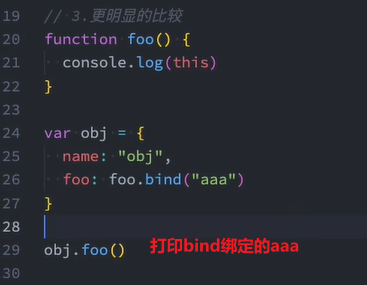 19 // 3.更明显的比较
20 function foo() {
21   console.log(this)
22 }
23
24 var obj = {
25   name: "obj",
26   foo: foo.bind("aaa")
27 }
28
29 obj.foo() 打印bind绑定的aaa
30